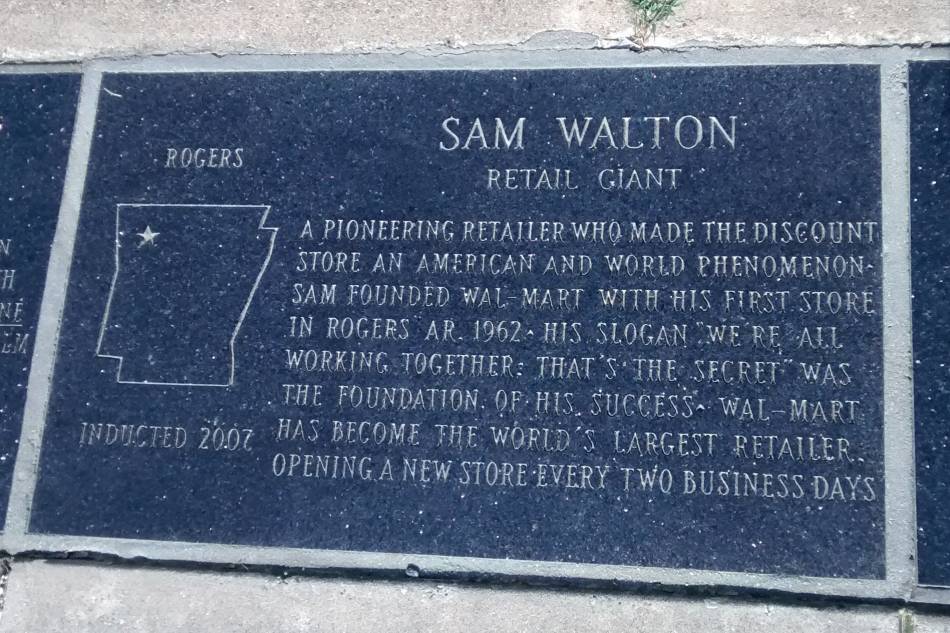 SAM WALTON
RETAIL GIANT
ROGERS
A PIONEERING RETAILER WHO MADE THE DISCOUNT
STORE AN AMERICAN AND WORLD PHENOMENON.
SAM FOUNDED WAL-MART WITH HIS FIRST STORE
IN ROGERS AR. 1962. HIS SLOGAN "WE'RE ALL
WORKING TOGETHER: THAT'S THE SECRET" WAS
THE FOUNDATION OF HIS SUCCESS. WAL-MART
HAS BECOME THE WORLD'S LARGEST RETAILER.
OPENING A NEW STORE EVERY TWO BUSINESS DAYS
INDUCTED 2007